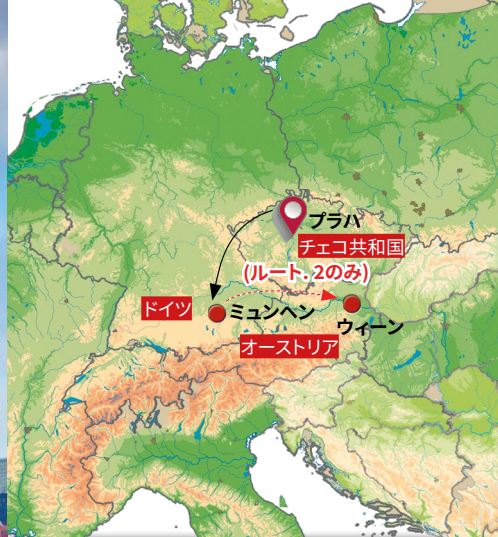 プラハ
チェコ共和国
(ルート. 2のみ)
ドイツ
ミュンヘン
ウィーン
オーストリア